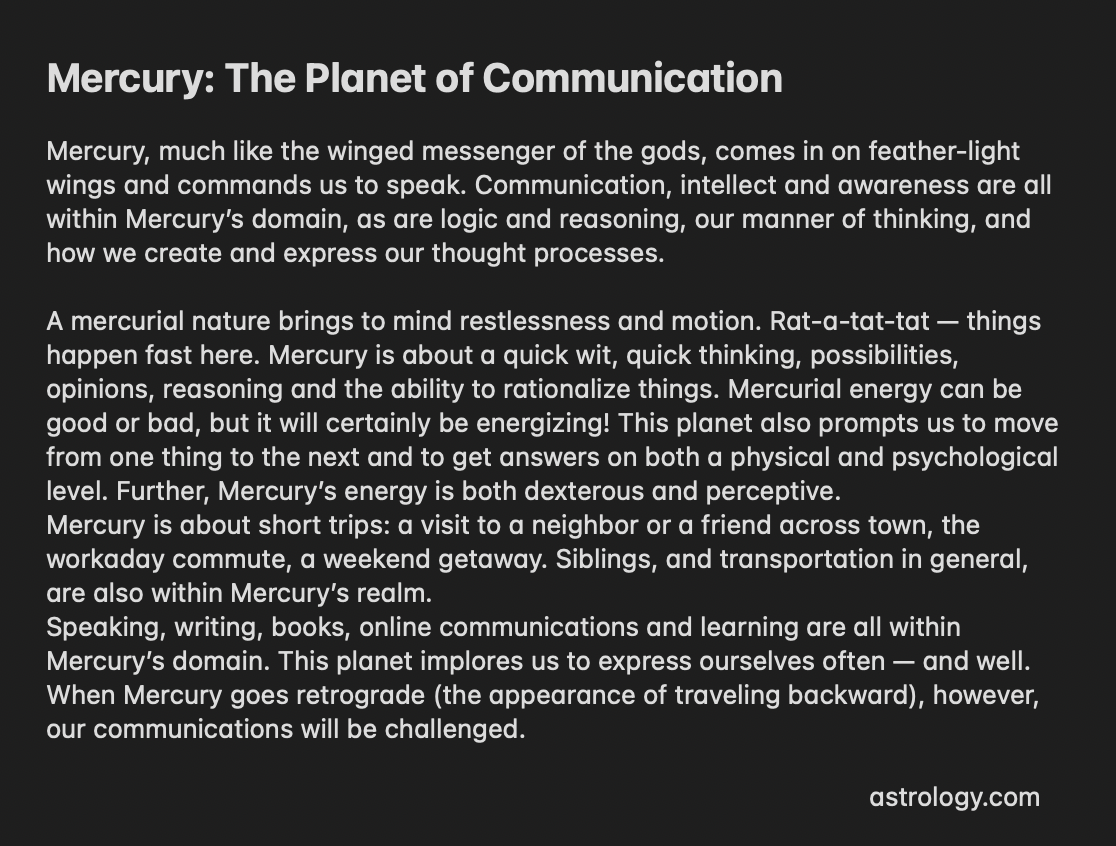 Mercury: The Planet of Communication
Mercury, much like the winged messenger of the gods, comes in on feather-light
wings and commands us to speak. Communication, intellect and awareness are all
within Mercury’s domain, as are logic and reasoning, our manner of thinking, and
how we create and express our thought processes.
A mercurial nature brings to mind restlessness and motion. Rat-a-tat-tat — things
happen fast here. Mercury is about a quick wit, quick thinking, possibilities,
opinions, reasoning and the ability to rationalize things. Mercurial energy can be
good or bad, but it will certainly be energizing! This planet also prompts us to move
from one thing to the next and to get answers on both a physical and psychological
level. Further, Mercury’s energy is both dexterous and perceptive.
Mercury is about short trips: a visit to a neighbor or a friend across town, the
workaday commute, a weekend getaway. Siblings, and transportation in general,
are also within Mercury’s realm.
Speaking, writing, books, online communications and learning are all within
Mercury’s domain. This planet implores us to express ourselves often — and well.
When Mercury goes retrograde (the appearance of traveling backward), however,
our communications will be challenged.
astrology.com